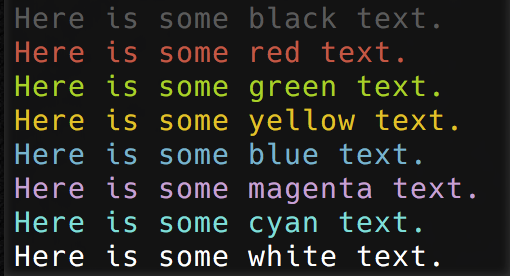 Here is some black text.
Here is some red text.
Here is some green text.
Here is some yellow text.
Here is some blue text.
Here is some magenta text.
Here is some cyan text.
Here is some white text.